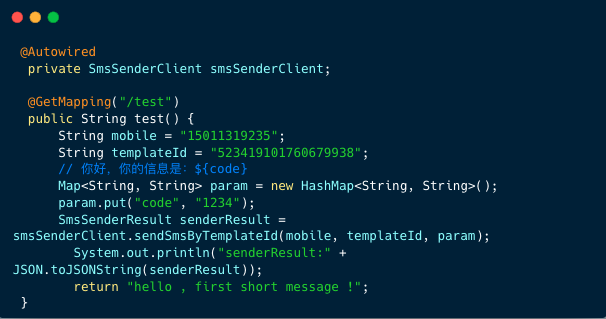 @Autowired
private SmsSenderClient smsSenderClient;
@GetMapping("/test")
public String test() {
String mobile = "15011319235";
String templateId = "523419101760679938";
// 你好，你的信息是：${code}
Map<String, String> param = new HashMap<String, String>();
param.put("code", "1234");
SmsSenderResult senderResult =
smsSenderClient.sendSmsByTemplateId(mobile, templateId, param);
System.out.println("senderResult:" +
JSON.toJSONString(senderResult));
return "hello , first short message !";
}